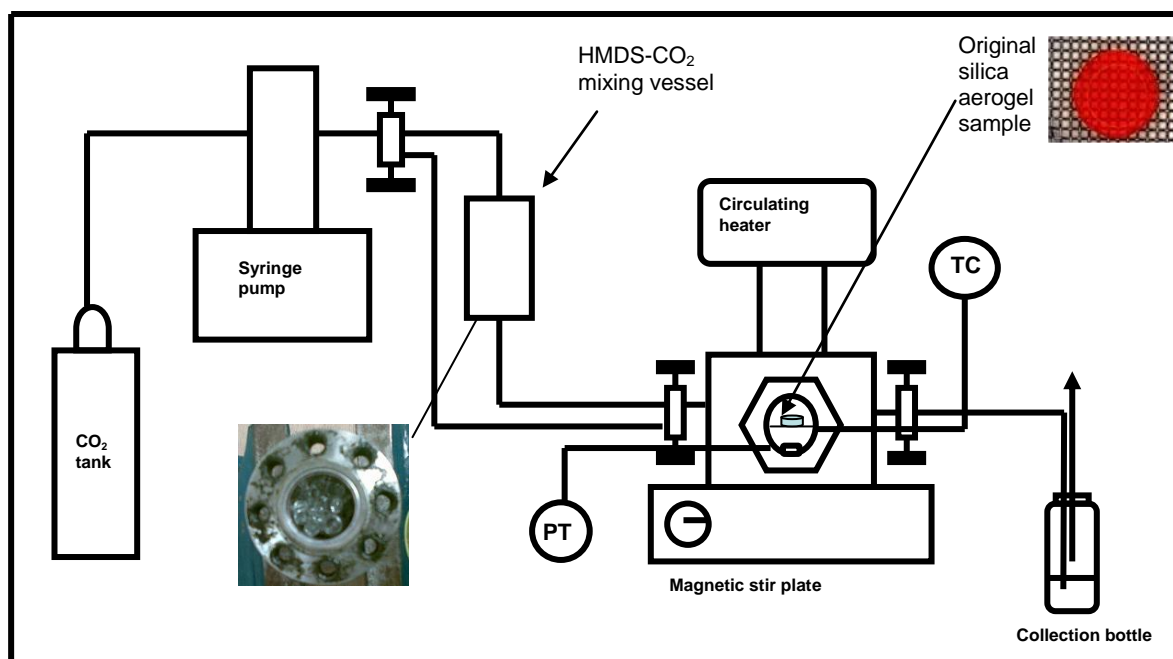 HMDS-CO₂
mixing vessel
Original
silica
aerogel
sample
Circulating
heater
Syringe
pump
TC
CO₂
tank
PT
Magnetic stir plate
Collection bottle